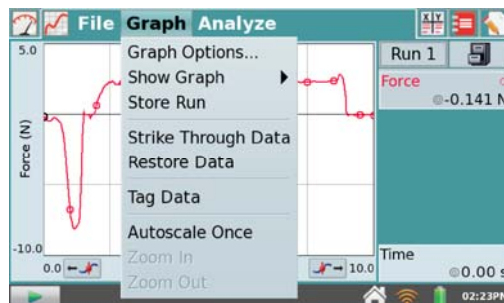 File Graph Analyze
5.0
Force (N)
-10.0
0.0
10.0
Graph Options...
Show Graph
Store Run
Strike Through Data
Restore Data
Tag Data
Autoscale Once
Zoom In
Zoom Out
X Y
Run 1
Force
-0.141 N
Time
0.00 s
02:23PM